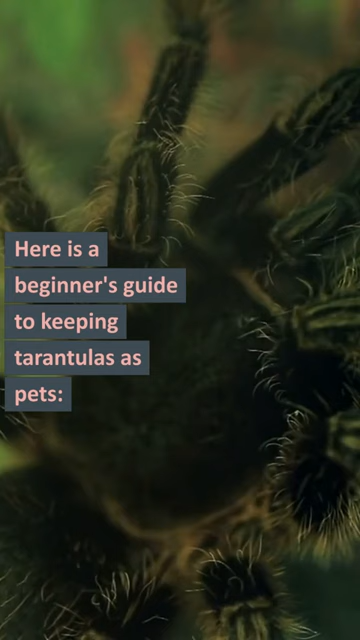 Here is a
beginner's guide
to keeping
tarantulas as
pets: